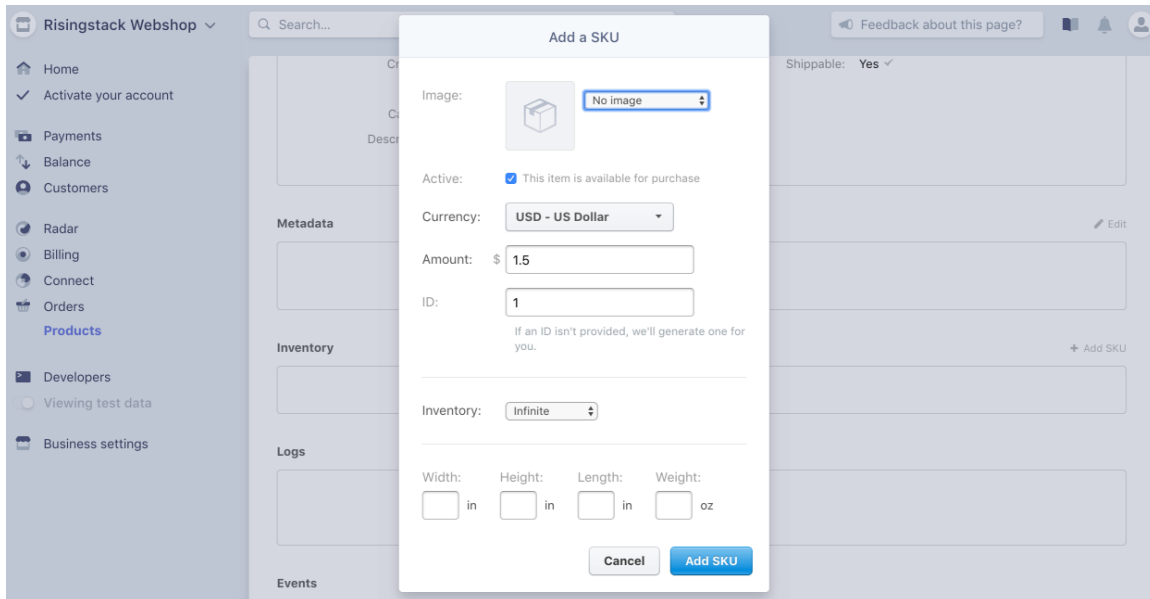 Risingstack Webshop
Search...
Feedback about this page?
Home
Activate your account
Payments
Balance
Customers
Radar
Billing
Connect
Orders
Products
Developers
Viewing test data
Business settings
Cr
Ca
Descr
Shippable: Yes
Metadata
Edit
Inventory
+ Add SKU
Logs
Events
Add a SKU
Image:
No image
Active:
This item is available for purchase
Currency:
USD - US Dollar
Amount: $ 1.5
ID: 1
If an ID isn't provided, we'll generate one for
you.
Inventory: Infinite
Width: Height: Length: Weight:
in in in oz
Cancel Add SKU